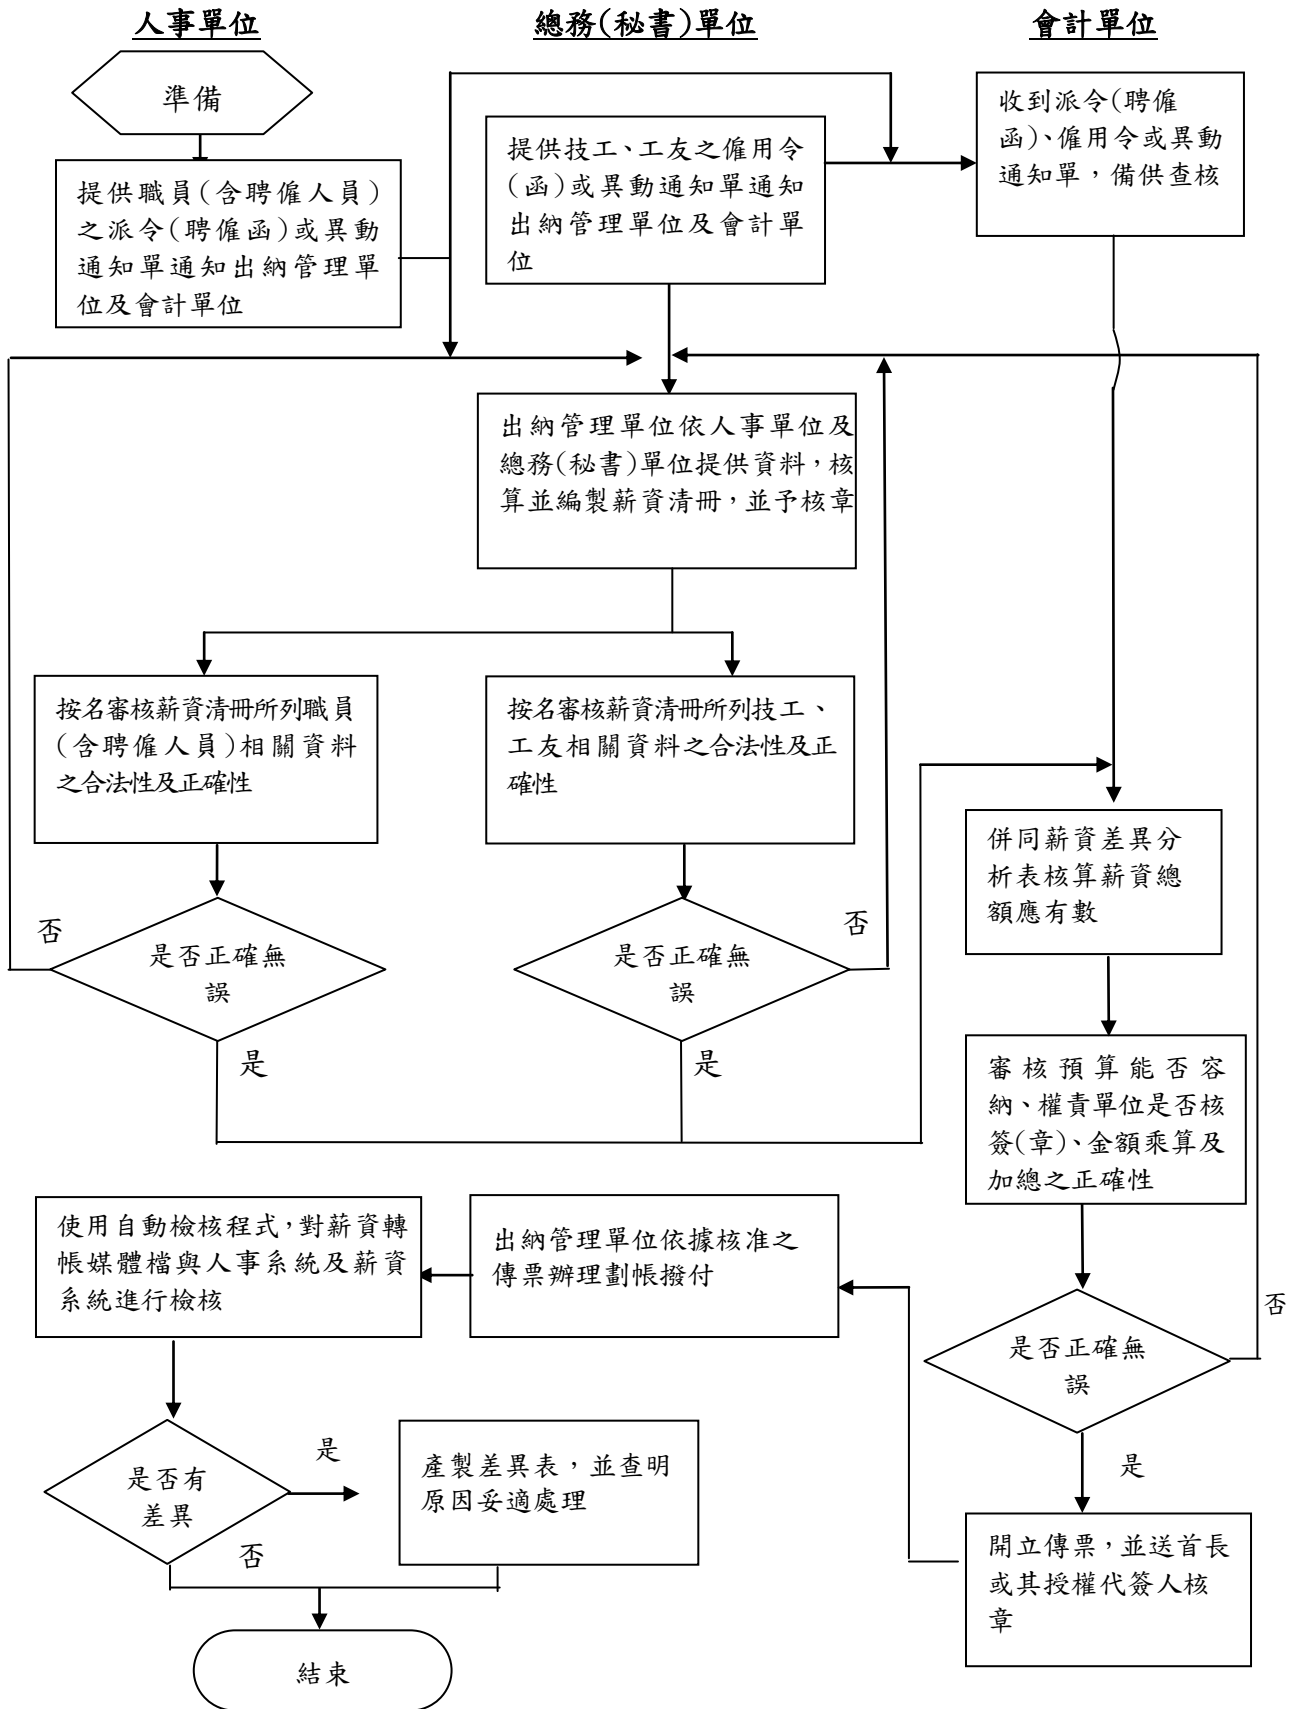 人事單位
總務(秘書)單位
會計單位
準備
提供職員(含聘僱人員)
之派令(聘僱函)或異動
通知單通知出納管理單
位及會計單位
提供技工、工友之僱用令
(函)或異動通知單通知
出納管理單位及會計單
位
收到派令(聘僱
函)、僱用令或異動
通知單，備供查核
出納管理單位依人事單位及
總務(秘書)單位提供資料，核
算並編製薪資清冊，並予核章
按名審核薪資清冊所列職員
(含聘僱人員)相關資料
之合法性及正確性
按名審核薪資清冊所列技工、
工友相關資料之合法性及正
確性
併同薪資差異分
析表核算薪資總
額應有數
否
是否正確無
誤
是
否
是否正確無
誤
是
審核預算能否容
納、權責單位是否核
簽(章)、金額乘算及
加總之正確性
使用自動檢核程式，對薪資轉
帳媒體檔與人事系統及薪資
系統進行檢核
出納管理單位依據核准之
傳票辦理劃帳撥付
否
是否正確無
誤
是
是否有
差異
是
否
產製差異表，並查明
原因妥適處理
開立傳票，並送首長
或其授權代簽人核
章
結束